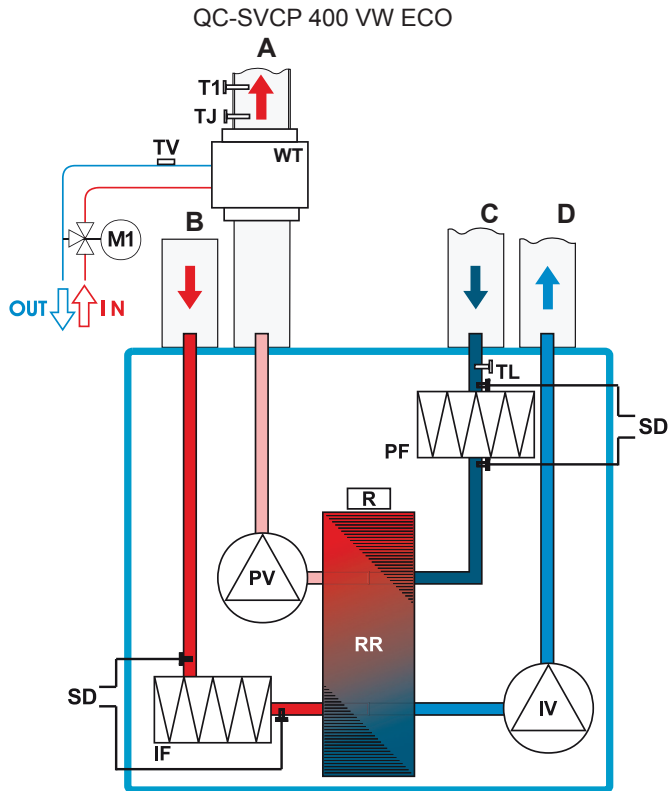 QC-SVCP 400 VW ECO
A
T1
TJ
TV
WT
B
C
D
M1
OUT
IN
TL
SD
PF
R
PV
RR
SD
IV
IF